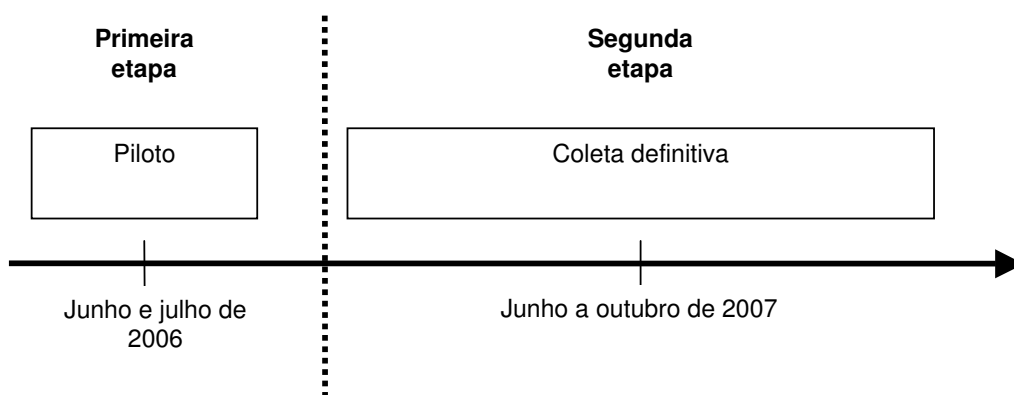 Primeira
etapa
Segunda
etapa
Piloto
Coleta definitiva
Junho e julho de
2006
Junho a outubro de 2007